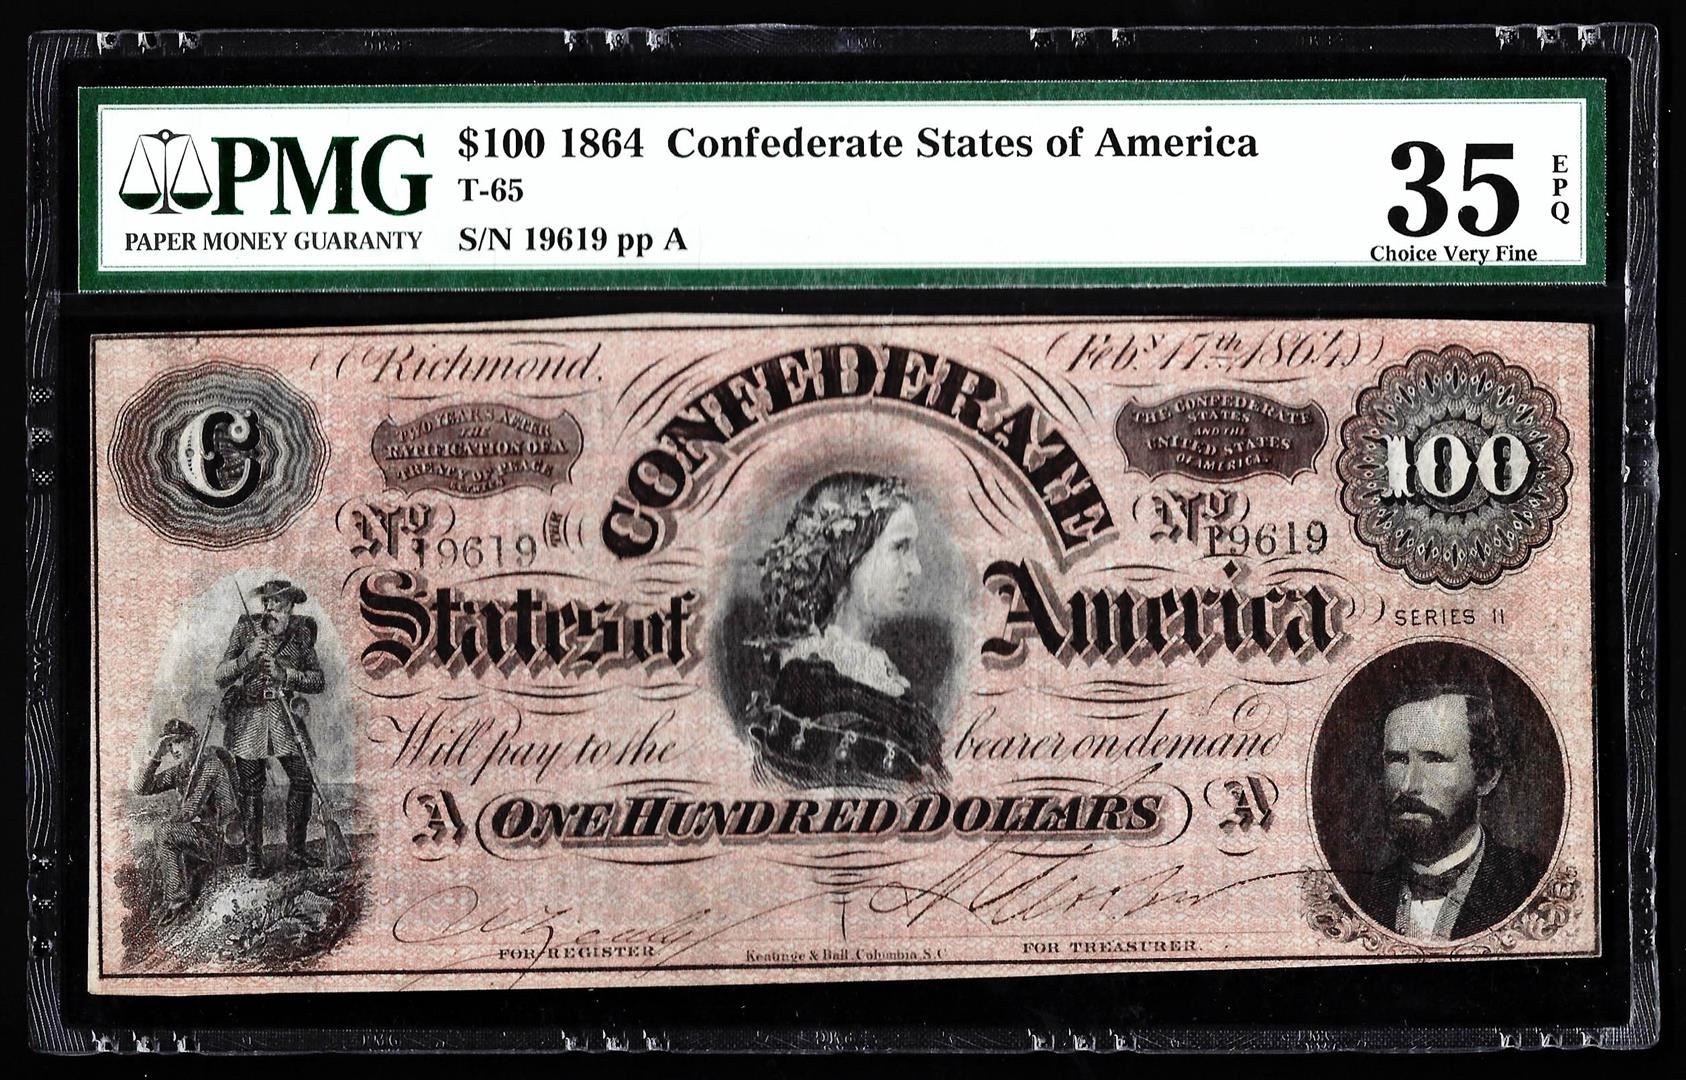 PMG
PAPER MONEY GUARANTY
$100 1864 Confederate States of America
T-65
S/N 19619 pp A
35
EPQ
Choice Very Fine
Richmond, Feby. 17th 1864
C
TWO YEARS AFTER
THE
RATIFICATION OF A
TREATY OF PEACE
BETWEEN
THE CONFEDERATE
STATES
AND THE
UNITED STATES
OF AMERICA.
100
No 19619
THE
CONFEDERATE
No 19619
States of America
SERIES II
Will pay to the bearer on demand
A ONE HUNDRED DOLLARS A
FOR REGISTER.
Keatinge & Ball, Columbia, S.C.
FOR TREASURER.